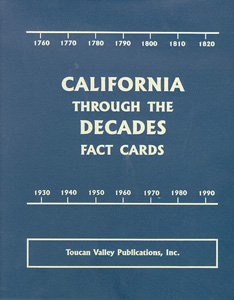 1760 1770 1780 1790 1800 1810 1820
CALIFORNIA
THROUGH THE
DECADES
FACT CARDS
1930 1940 1950 1960 1970 1980 1990
Toucan Valley Publications, Inc.